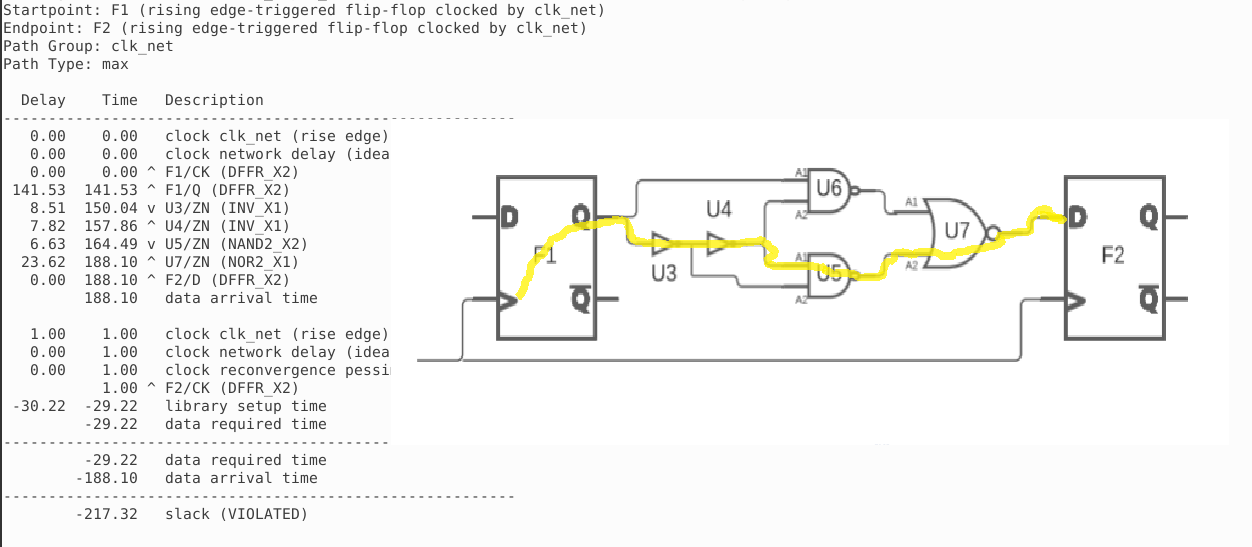 Startpoint: F1 (rising edge-triggered flip-flop clocked by clk_net)
Endpoint: F2 (rising edge-triggered flip-flop clocked by clk_net)
Path Group: clk_net
Path Type: max
Delay Time Description
---------------------------------------------------------
0.00 0.00 clock clk_net (rise edge)
0.00 0.00 clock network delay (idea
0.00 0.00 ^ F1/CK (DFFR_X2)
141.53 141.53 ^ F1/Q (DFFR_X2)
8.51 150.04 v U3/ZN (INV_X1)
7.82 157.86 ^ U4/ZN (INV_X1)
6.63 164.49 v U5/ZN (NAND2_X2)
23.62 188.10 ^ U7/ZN (NOR2_X1)
0.00 188.10 ^ F2/D (DFFR_X2)
188.10 data arrival time
1.00 1.00 clock clk_net (rise edge)
0.00 1.00 clock network delay (idea
0.00 1.00 clock reconvergence pessi
1.00 ^ F2/CK (DFFR_X2)
-30.22 -29.22 library setup time
-29.22 data required time
-------------------------------------------
-29.22 data required time
-188.10 data arrival time
---------------------------------------------------------
-217.32 slack (VIOLATED)
D
Q
F1
Q
U3
U4
A1
U6
A2
A1
U5
A2
A1
U7
A2
D
Q
F2
Q